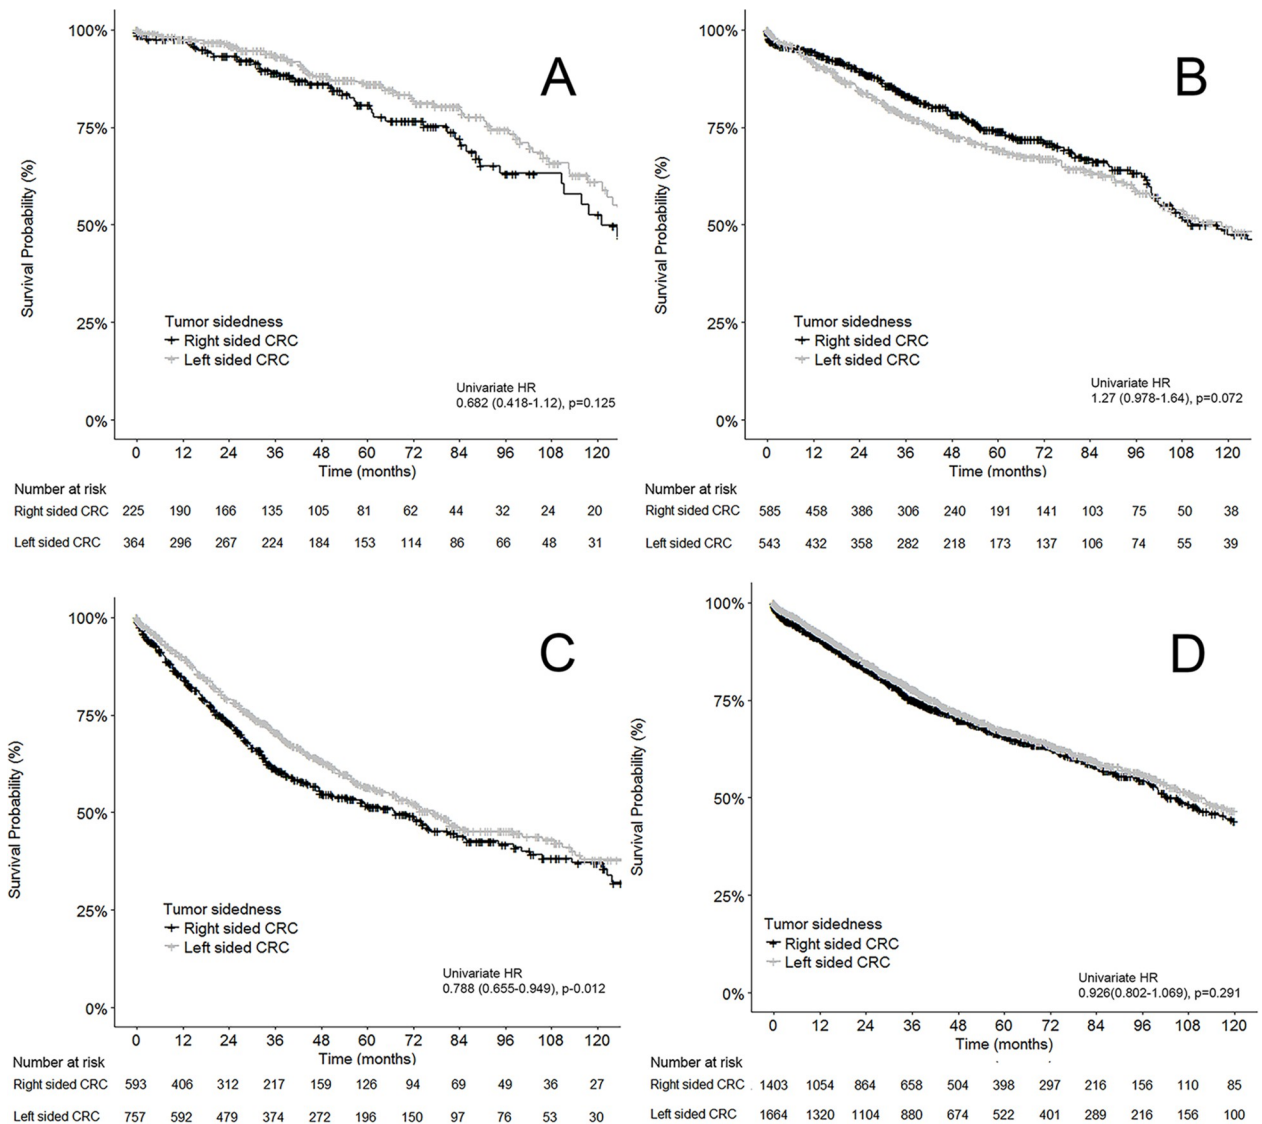 A
100%
75%
50%
25%
0%
Survival Probability (%)
Tumor sidedness
Right sided CRC
Left sided CRC
Univariate HR
0.682 (0.418-1.12), p=0.125
0 12 24 36 48 60 72 84 96 108 120
Time (months)
Number at risk
Right sided CRC 225 190 166 135 105 81 62 44 32 24 20
Left sided CRC 364 296 267 224 184 153 114 86 66 48 31
B
100%
75%
50%
25%
0%
Survival Probability (%)
Tumor sidedness
Right sided CRC
Left sided CRC
Univariate HR
1.27 (0.978-1.64), p=0.072
0 12 24 36 48 60 72 84 96 108 120
Time (months)
Number at risk
Right sided CRC 585 458 386 306 240 191 141 103 75 50 38
Left sided CRC 543 432 358 282 218 173 137 106 74 55 39
C
100%
75%
50%
25%
0%
Survival Probability (%)
Tumor sidedness
Right sided CRC
Left sided CRC
Univariate HR
0.788 (0.655-0.949), p-0.012
0 12 24 36 48 60 72 84 96 108 120
Time (months)
Number at risk
Right sided CRC 593 406 312 217 159 126 94 69 49 36 27
Left sided CRC 757 592 479 374 272 196 150 97 76 53 30
D
100%
75%
50%
25%
0%
Survival Probability (%)
Tumor sidedness
Right sided CRC
Left sided CRC
Univariate HR
0.926(0.802-1.069), p=0.291
0 12 24 36 48 60 72 84 96 108 120
Time (months)
Number at risk
Right sided CRC 1403 1054 864 658 504 398 297 216 156 110 85
Left sided CRC 1664 1320 1104 880 674 522 401 289 216 156 100